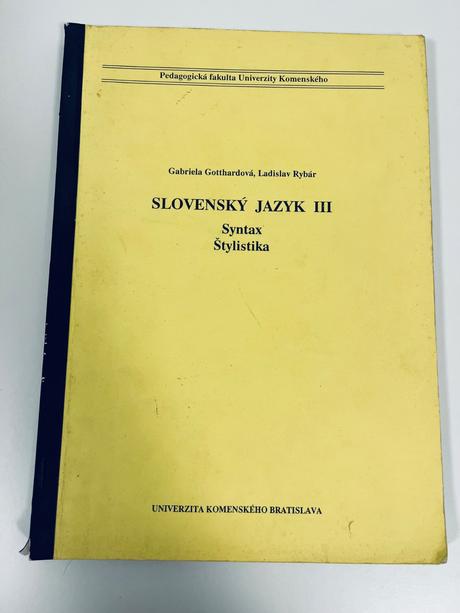 Pedagogická fakulta Univerzity Komenského
Gabriela Gotthardová, Ladislav Rybár
SLOVENSKÝ JAZYK III
Syntax
Štylistika
UNIVERZITA KOMENSKÉHO BRATISLAVA